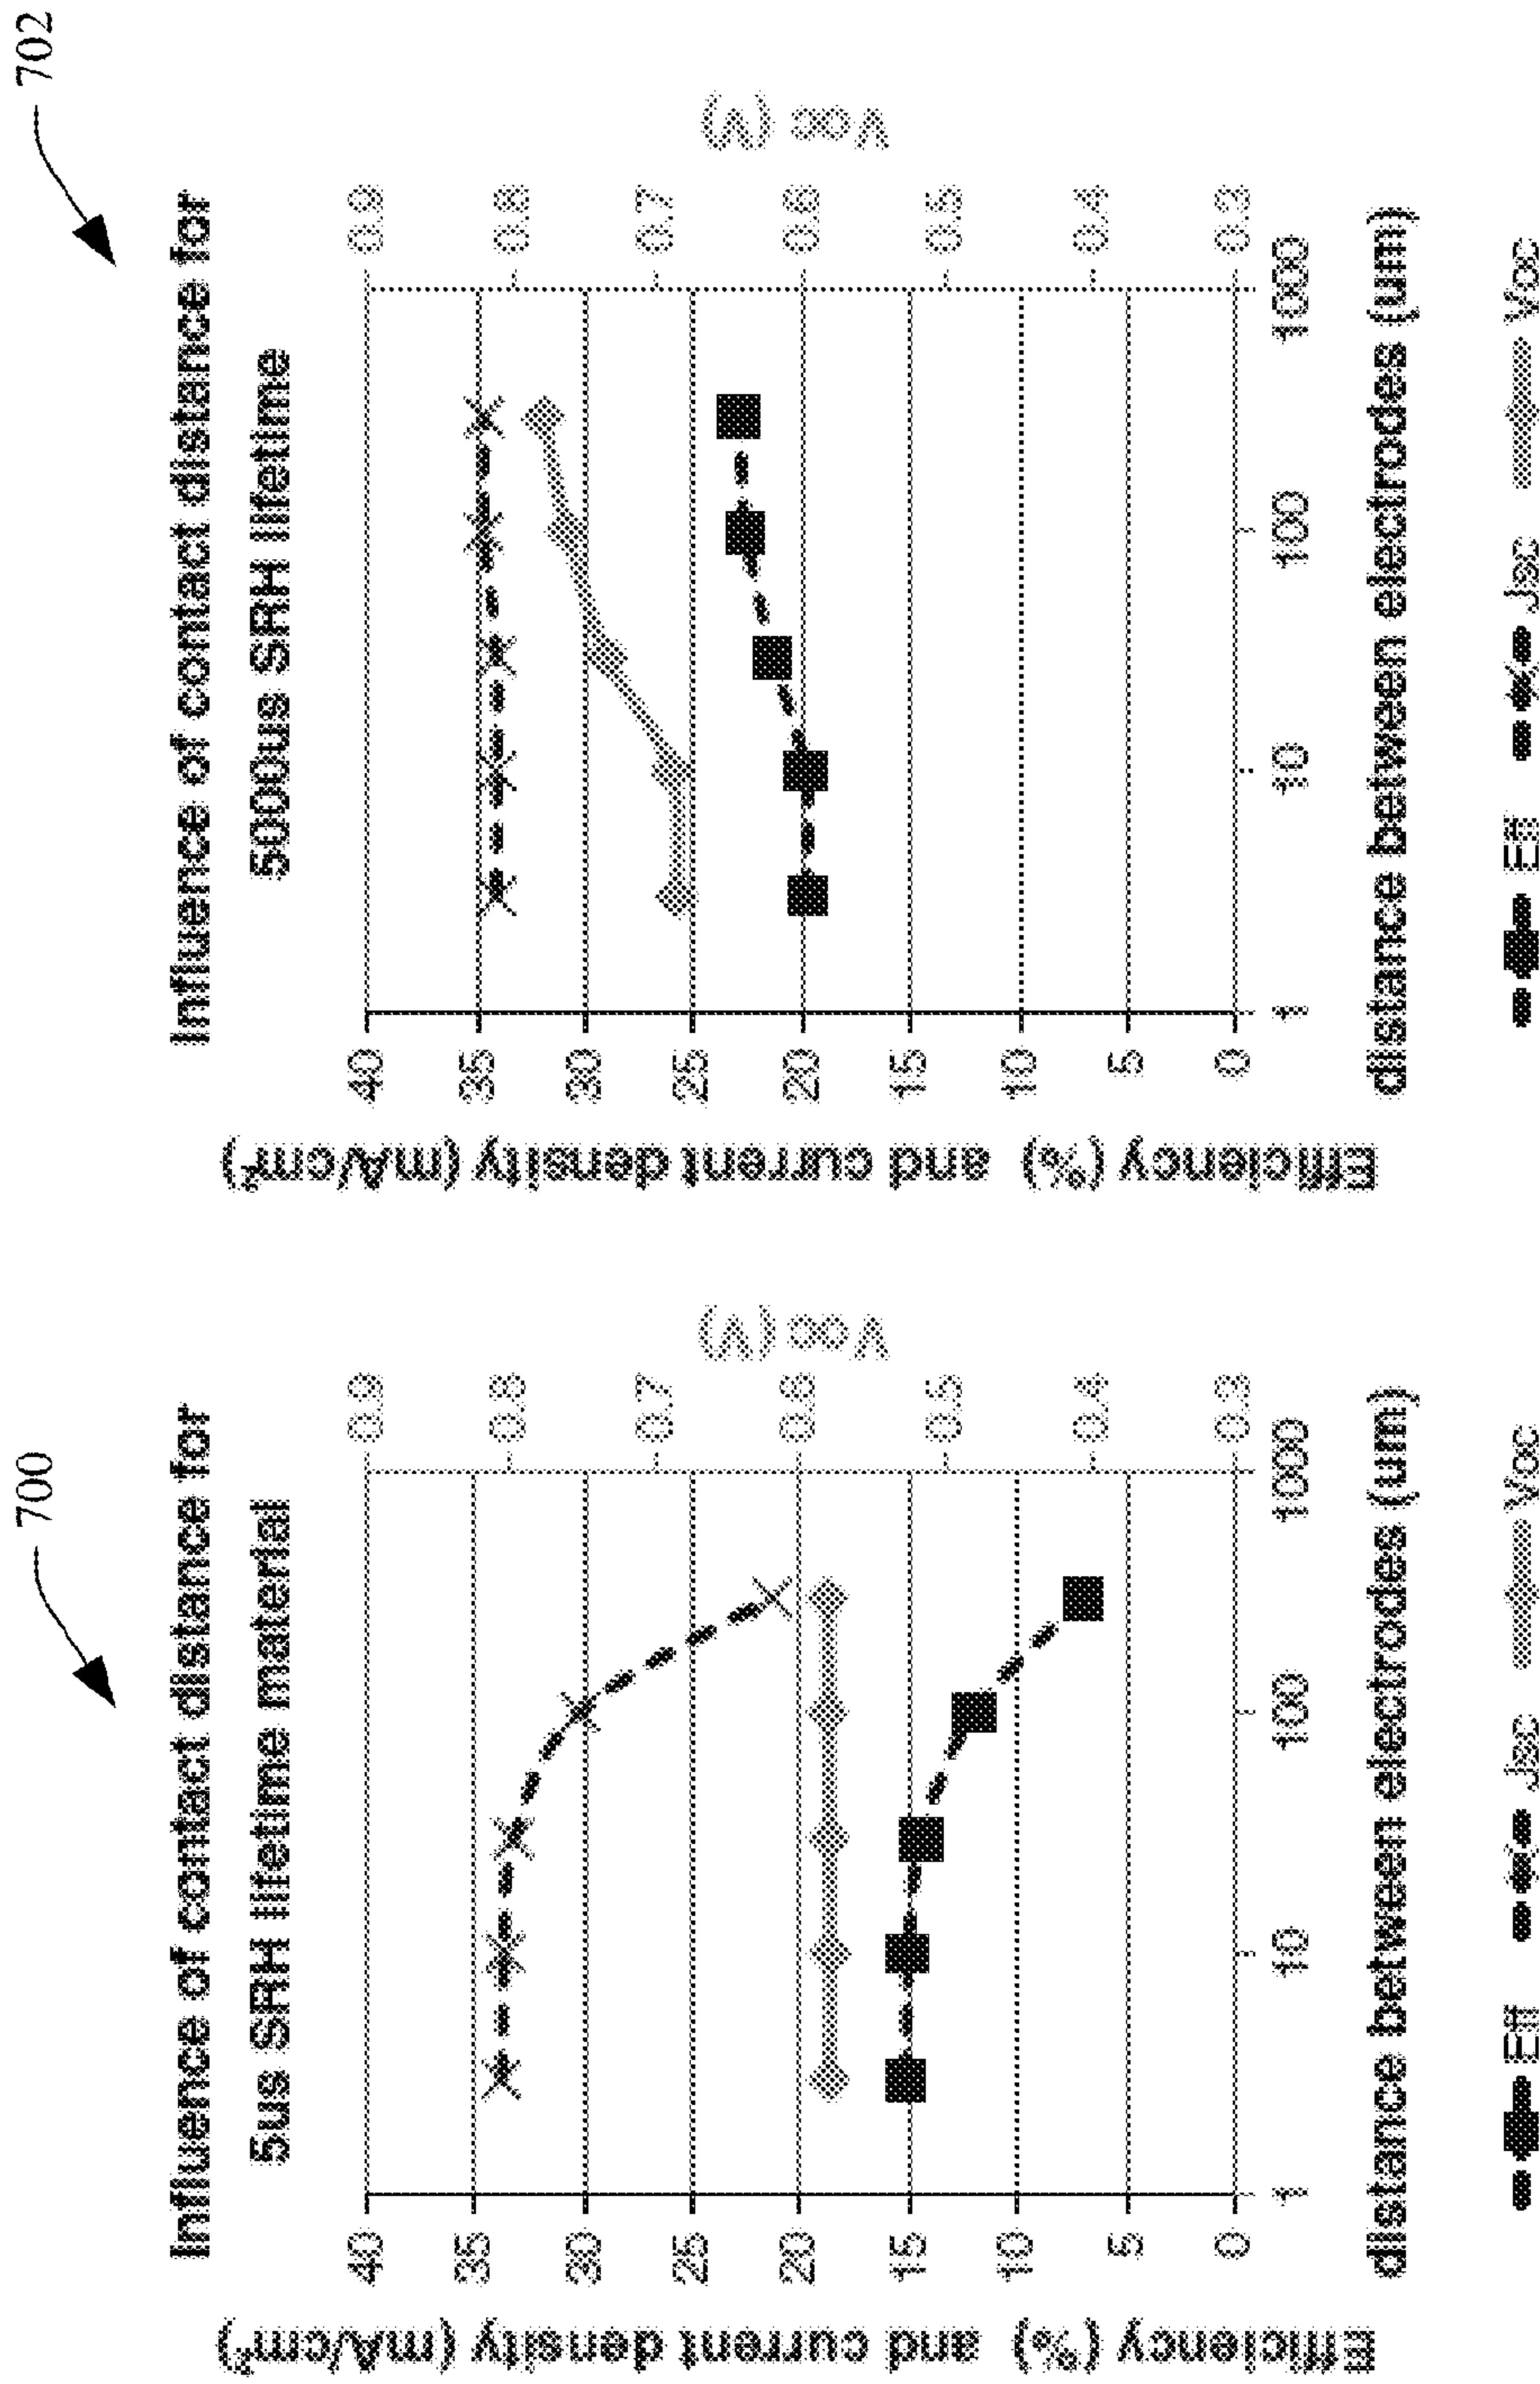 700
Influence of contact distance for
5us SRH lifetime material
Efficiency (%) and current density (mA/cm²)
40
35
30
25
20
15
10
5
0
0.9
0.8
0.7
0.6
0.5
0.4
0.3
Voc (V)
1
10
100
1000
distance between electrodes (um)
Eff
Jsc
Voc
702
Influence of contact distance for
5000us SRH lifetime
Efficiency (%) and current density (mA/cm²)
40
35
30
25
20
15
10
5
0
0.9
0.8
0.7
0.6
0.5
0.4
0.3
Voc (V)
1
10
100
1000
distance between electrodes (um)
Eff
Jsc
Voc